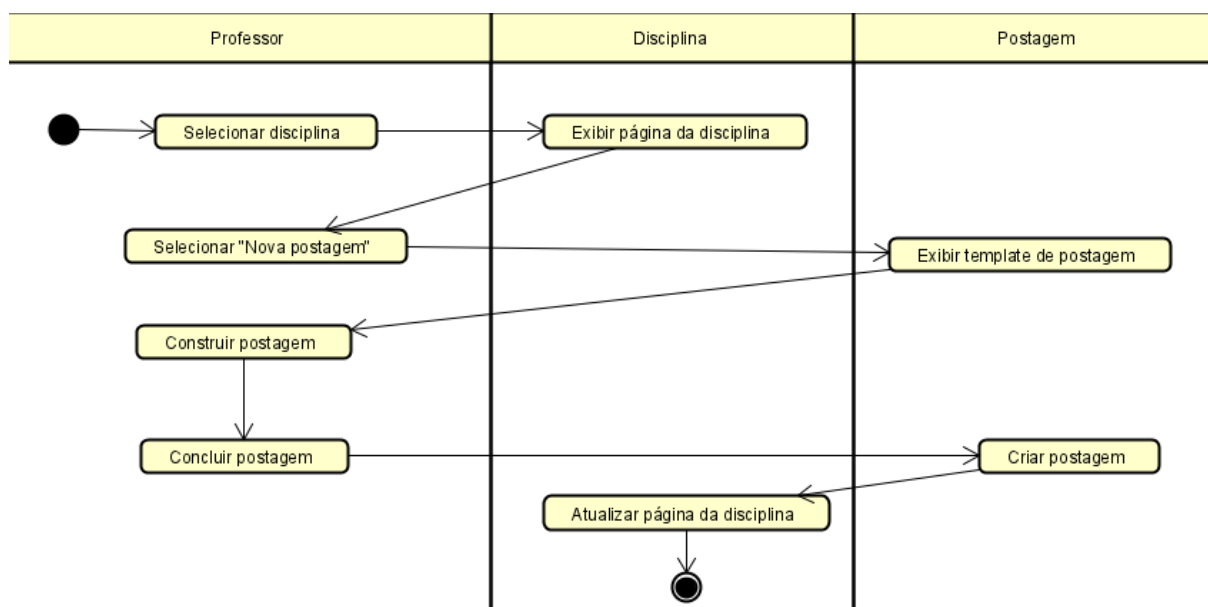 Professor
Disciplina
Postagem
Selecionar disciplina
Exibir página da disciplina
Selecionar "Nova postagem"
Exibir template de postagem
Construir postagem
Concluir postagem
Criar postagem
Atualizar página da disciplina